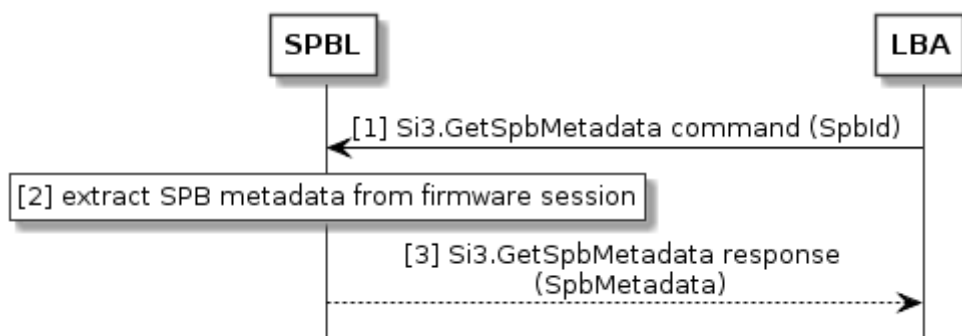 SPBL
LBA
[1] Si3.GetSpbMetadata command (SpbId)
[2] extract SPB metadata from firmware session
[3] Si3.GetSpbMetadata response
(SpbMetadata)